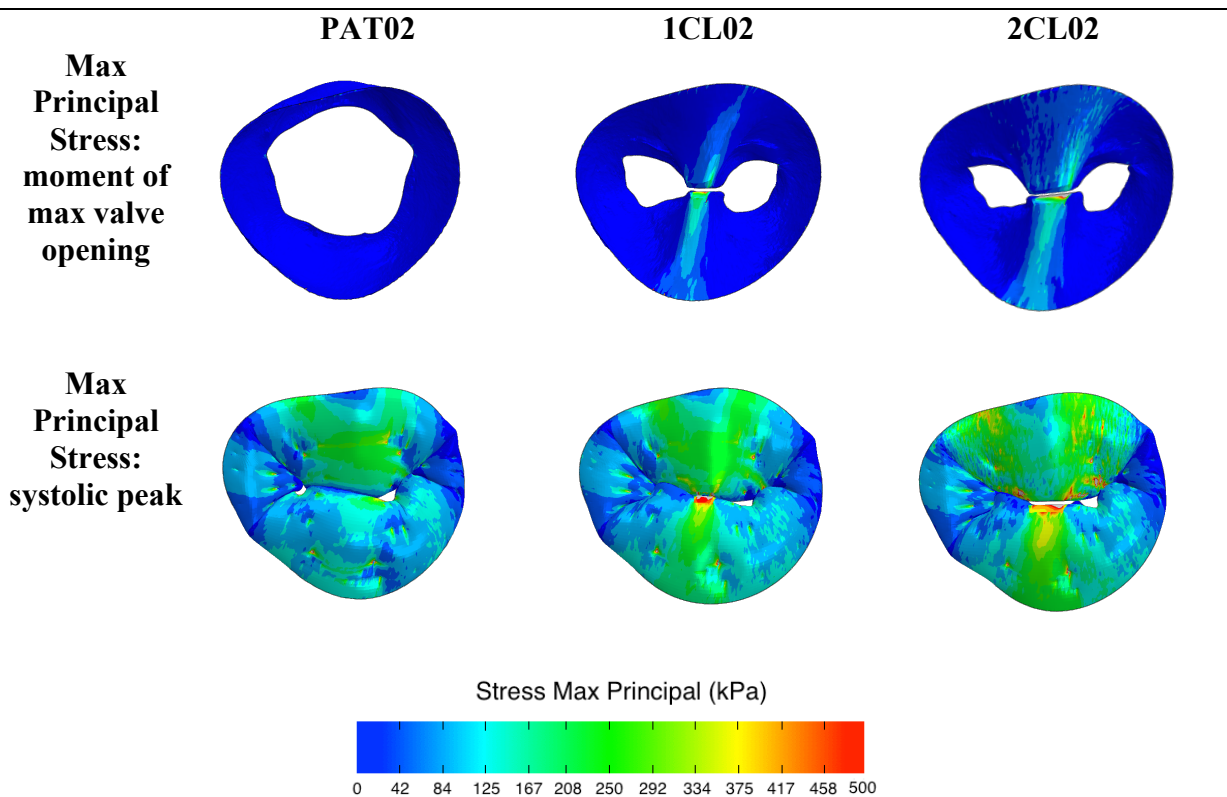 PAT02 1CL02 2CL02
Max
Principal
Stress:
moment of
max valve
opening
Max
Principal
Stress:
systolic peak
Stress Max Principal (kPa)
0 42 84 125 167 208 250 292 334 375 417 458 500